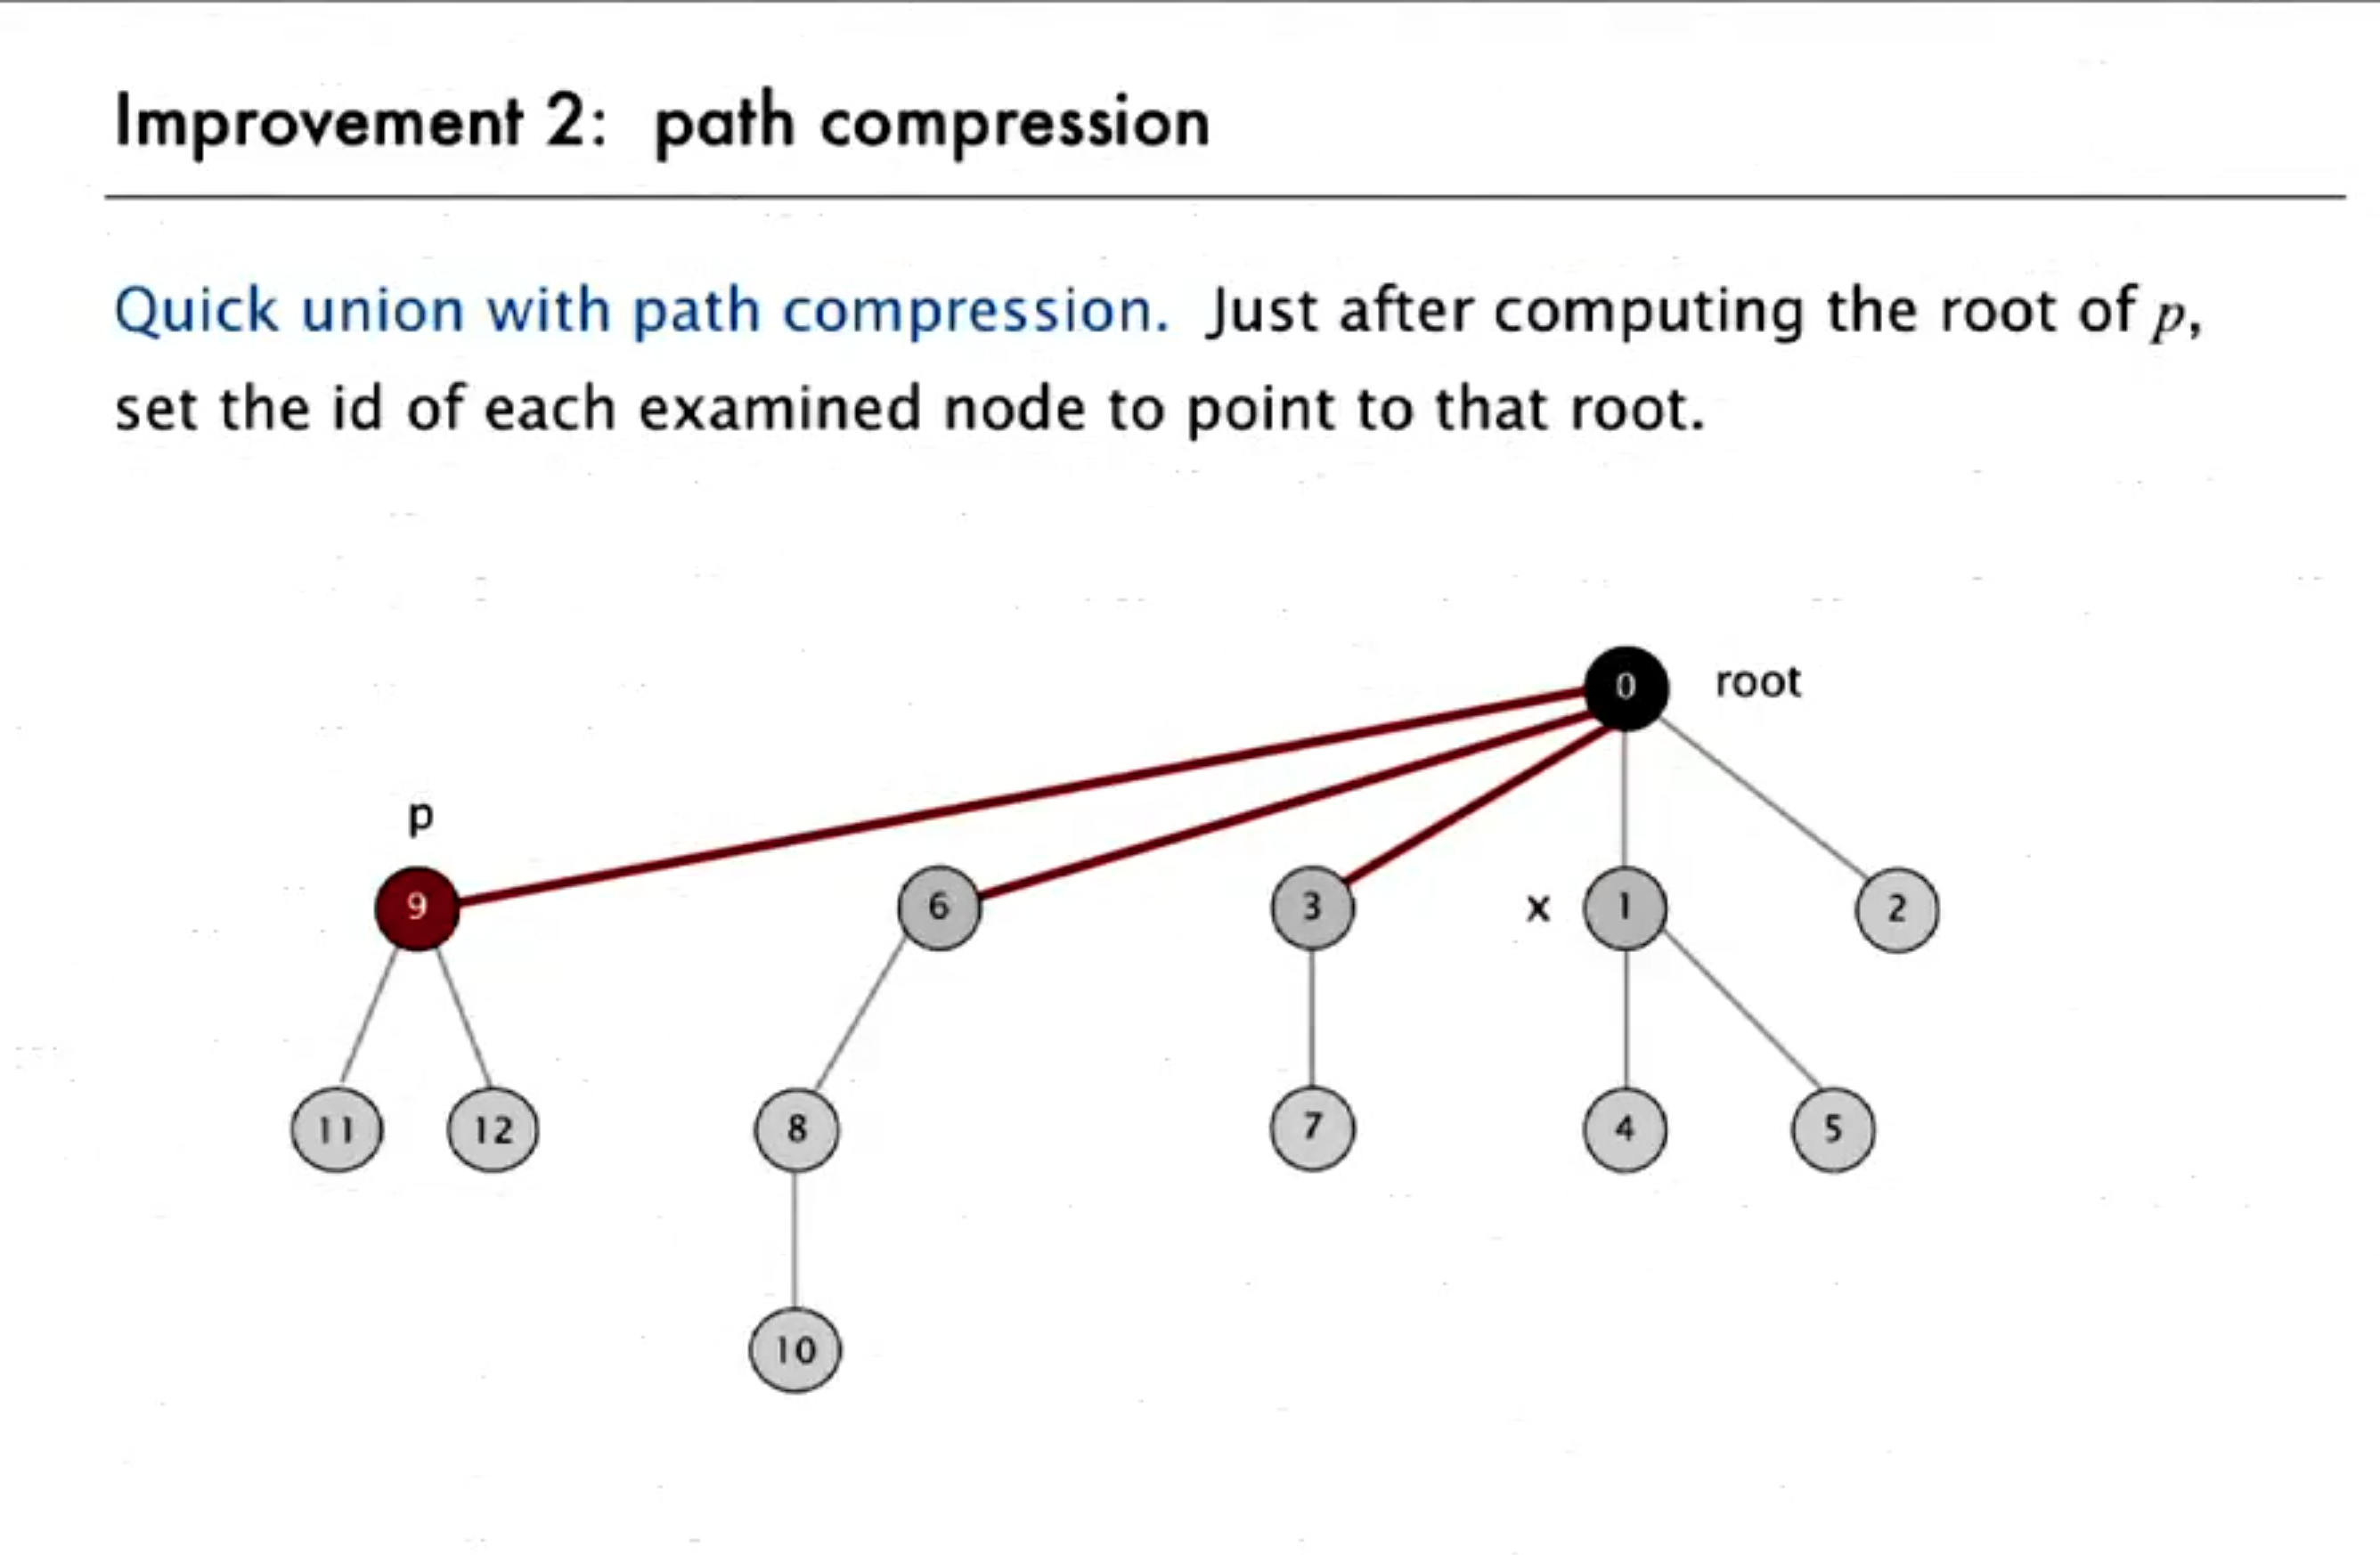 Improvement 2: path compression
Quick union with path compression. Just after computing the root of p,
set the id of each examined node to point to that root.
0 root
p
9 6 3 x 1 2
11 12 8 7 4 5
10